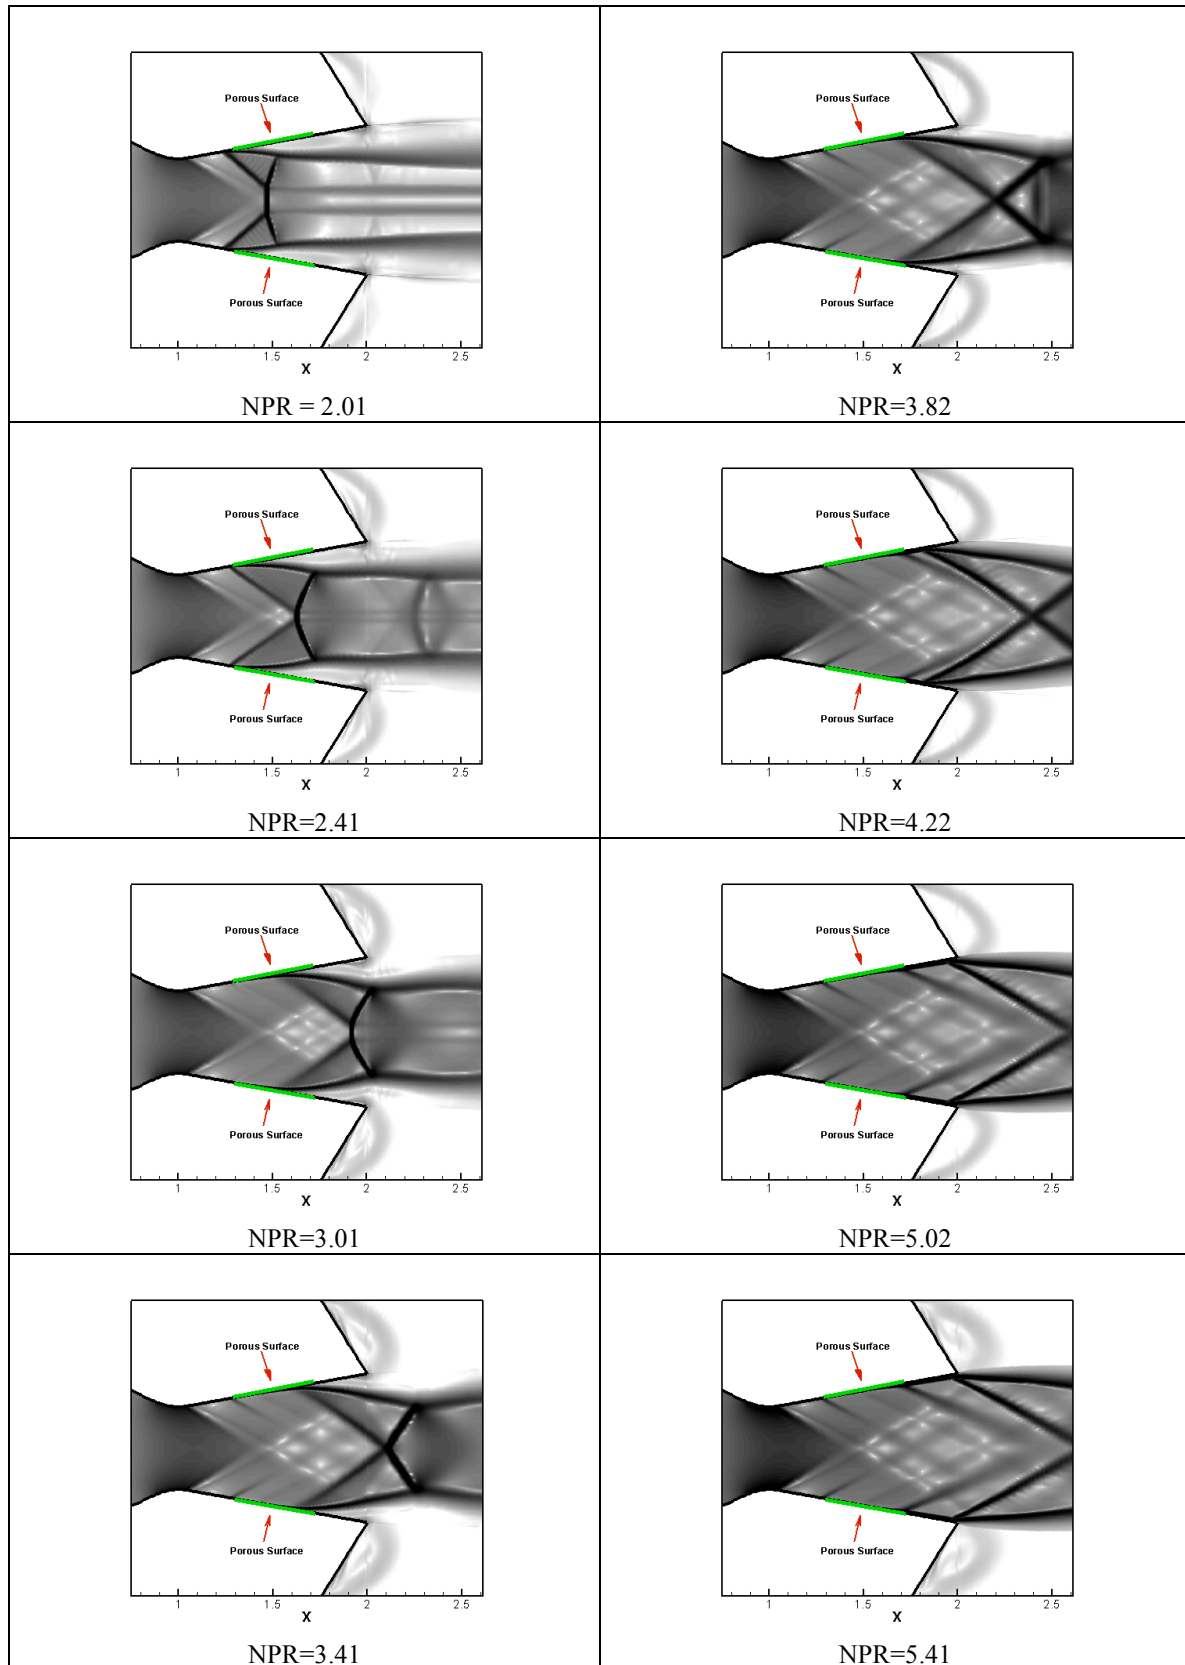 Porous Surface
Porous Surface
1 1.5 2 2.5
X
NPR = 2.01
Porous Surface
Porous Surface
1 1.5 2 2.5
X
NPR=3.82
Porous Surface
Porous Surface
1 1.5 2 2.5
X
NPR=2.41
Porous Surface
Porous Surface
1 1.5 2 2.5
X
NPR=4.22
Porous Surface
Porous Surface
1 1.5 2 2.5
X
NPR=3.01
Porous Surface
Porous Surface
1 1.5 2 2.5
X
NPR=5.02
Porous Surface
Porous Surface
1 1.5 2 2.5
X
NPR=3.41
Porous Surface
Porous Surface
1 1.5 2 2.5
X
NPR=5.41